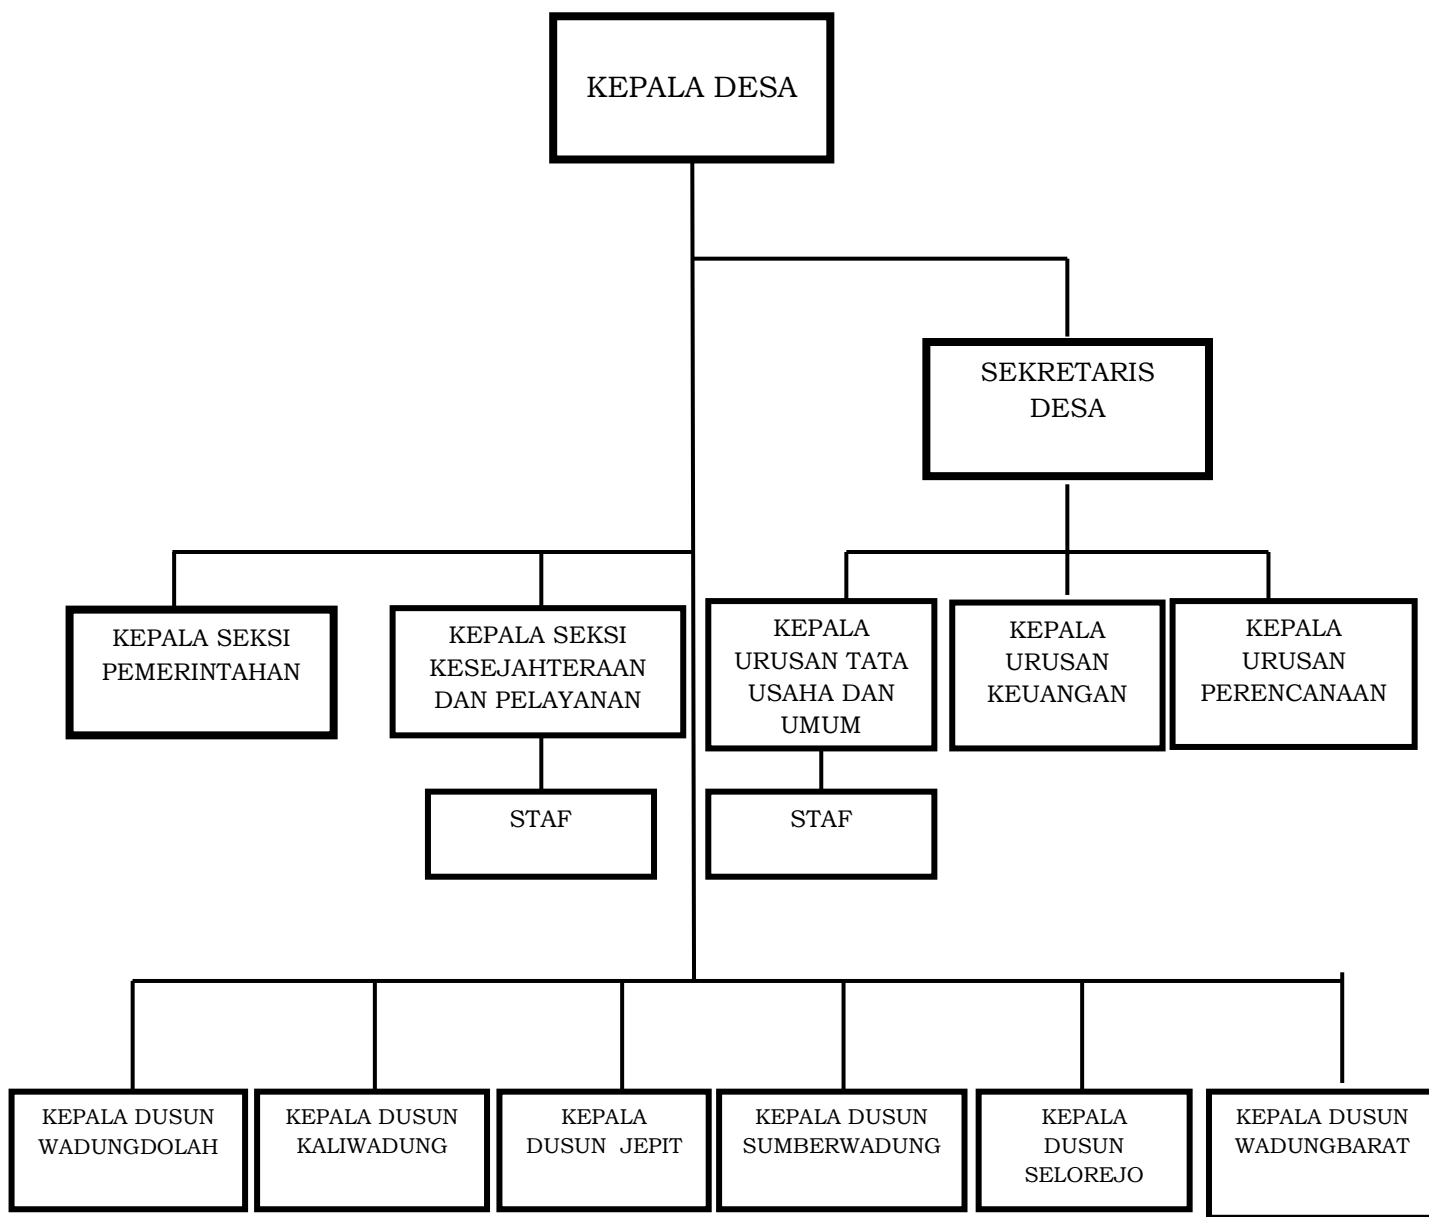 KEPALA DESA
SEKRETARIS
DESA
KEPALA SEKSI
PEMERINTAHAN
KEPALA SEKSI
KESEJAHTERAAN
DAN PELAYANAN
KEPALA
URUSAN TATA
USAHA DAN
UMUM
KEPALA
URUSAN
KEUANGAN
KEPALA
URUSAN
PERENCANAAN
STAF
STAF
KEPALA DUSUN
WADUNGDOLAH
KEPALA DUSUN
KALIWADUNG
KEPALA
DUSUN JEPIT
KEPALA DUSUN
SUMBERWADUNG
KEPALA
DUSUN
SELOREJO
KEPALA DUSUN
WADUNGBARAT